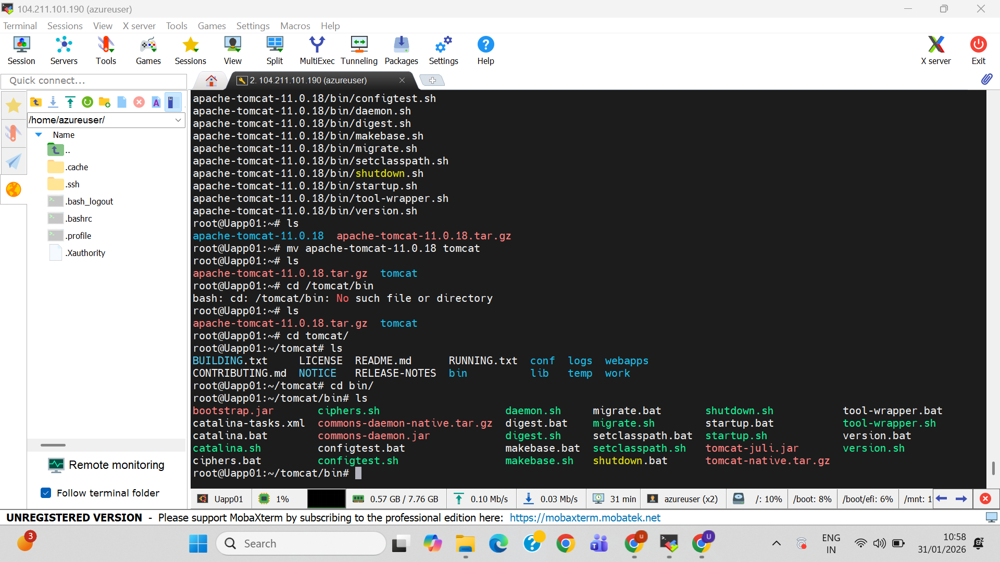 104.211.101.190 (azureuser)
Terminal Sessions View X server Tools Games Settings Macros Help
Session Servers Tools Games Sessions View Split MultiExec Tunneling Packages Settings Help X server Exit
Quick connect...
2. 104.211.101.190 (azureuser)
/home/azureuser/
Name
..
.cache
.ssh
.bash_logout
.bashrc
.profile
.Xauthority
Remote monitoring
Follow terminal folder
apache-tomcat-11.0.18/bin/configtest.sh
apache-tomcat-11.0.18/bin/daemon.sh
apache-tomcat-11.0.18/bin/digest.sh
apache-tomcat-11.0.18/bin/makebase.sh
apache-tomcat-11.0.18/bin/migrate.sh
apache-tomcat-11.0.18/bin/setclasspath.sh
apache-tomcat-11.0.18/bin/shutdown.sh
apache-tomcat-11.0.18/bin/startup.sh
apache-tomcat-11.0.18/bin/tool-wrapper.sh
apache-tomcat-11.0.18/bin/version.sh
root@Uapp01:~# ls
apache-tomcat-11.0.18 apache-tomcat-11.0.18.tar.gz
root@Uapp01:~# mv apache-tomcat-11.0.18 tomcat
root@Uapp01:~# ls
apache-tomcat-11.0.18.tar.gz tomcat
root@Uapp01:~# cd /tomcat/bin
bash: cd: /tomcat/bin: No such file or directory
root@Uapp01:~# ls
apache-tomcat-11.0.18.tar.gz tomcat
root@Uapp01:~# cd tomcat/
root@Uapp01:~/tomcat# ls
BUILDING.txt LICENSE README.md RUNNING.txt conf logs webapps
CONTRIBUTING.md NOTICE RELEASE-NOTES bin lib temp work
root@Uapp01:~/tomcat# cd bin/
root@Uapp01:~/tomcat/bin# ls
bootstrap.jar ciphers.sh daemon.sh migrate.bat shutdown.sh tool-wrapper.bat
catalina-tasks.xml commons-daemon-native.tar.gz digest.bat migrate.sh startup.bat tool-wrapper.sh
catalina.bat commons-daemon.jar digest.sh setclasspath.bat startup.sh version.bat
catalina.sh configtest.bat makebase.bat setclasspath.sh tomcat-juli.jar version.sh
ciphers.bat configtest.sh makebase.sh shutdown.bat tomcat-native.tar.gz
root@Uapp01:~/tomcat/bin#
Uapp01 1% 0.57 GB / 7.76 GB 0.10 Mb/s 0.03 Mb/s 31 min azureuser (x2) /: 10% /boot: 8% /boot/efi: 6% /mnt: 1
UNREGISTERED VERSION - Please support MobaXterm by subscribing to the professional edition here: https://mobaxterm.mobatek.net
3
Search
ENG
IN
10:58
31/01/2026